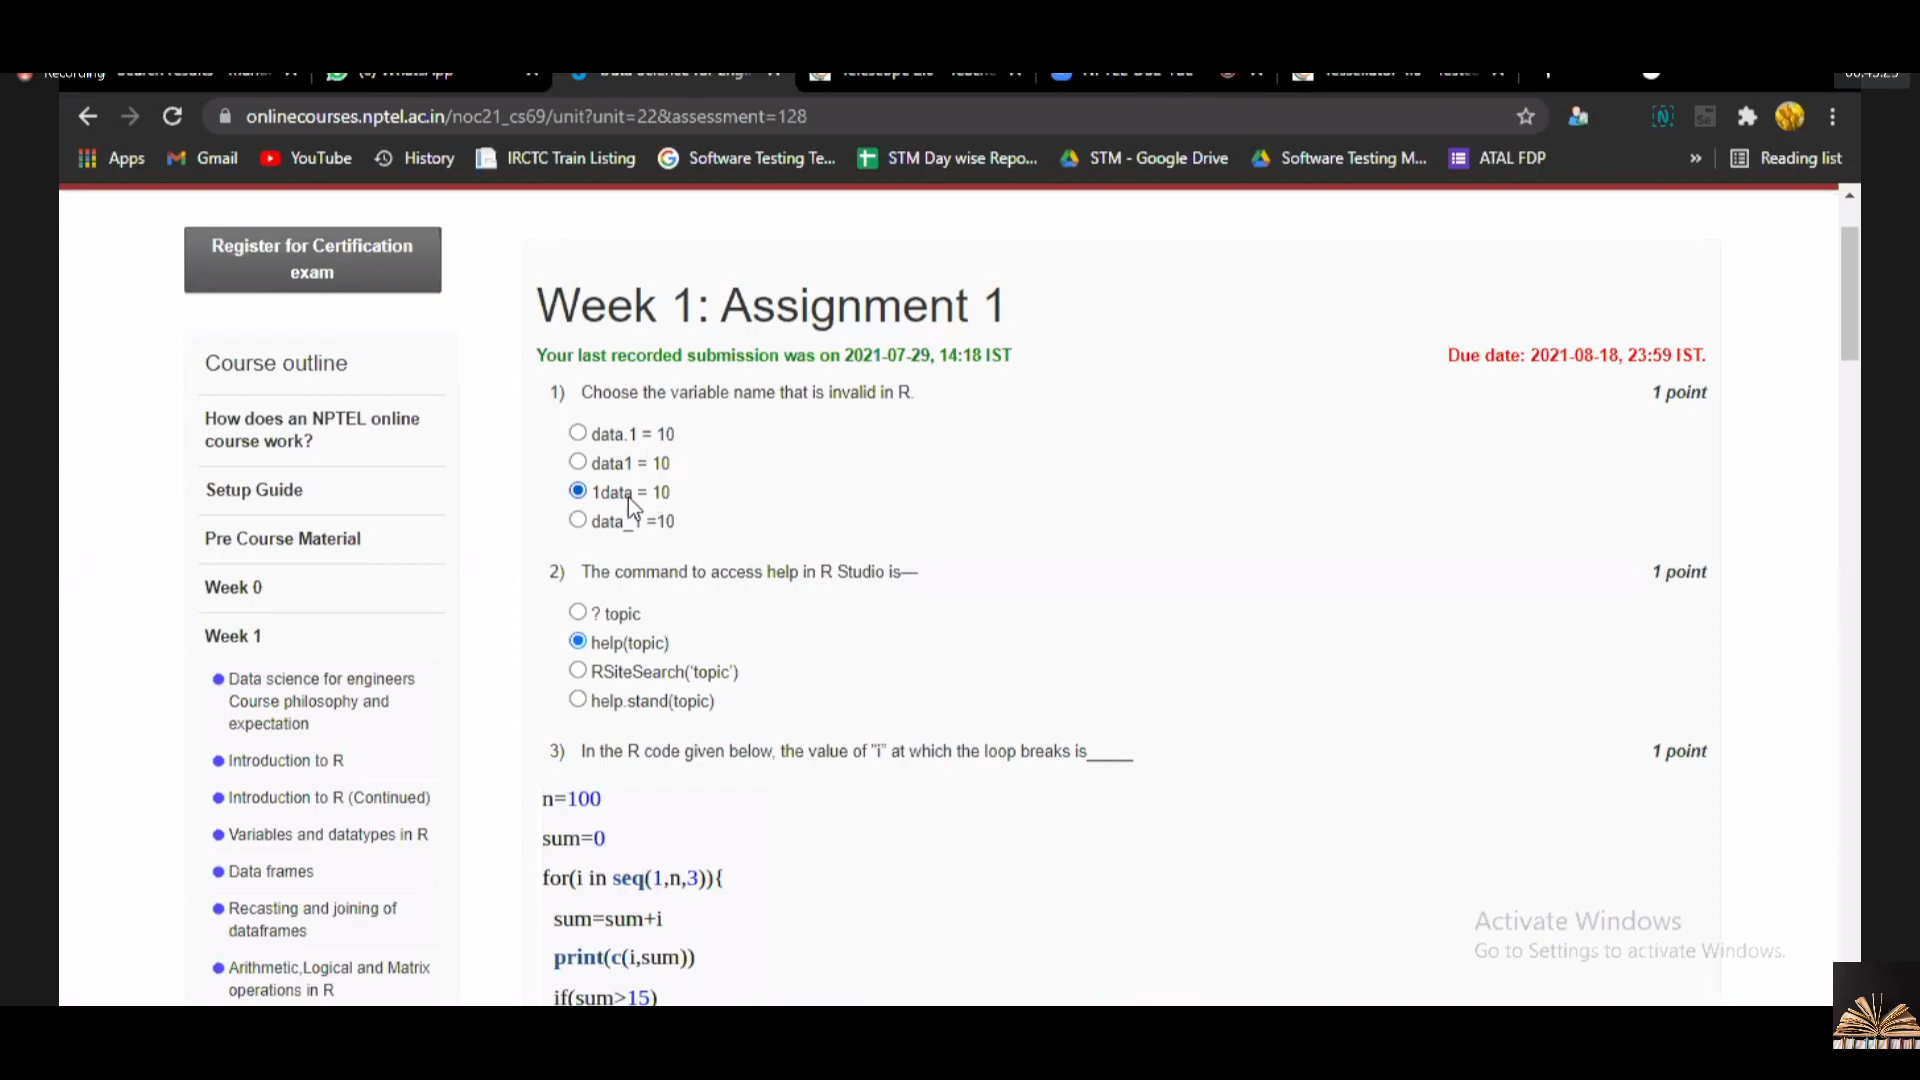 Recording
onlinecourses.nptel.ac.in/noc21_cs69/unit?unit=22&assessment=128
Apps Gmail YouTube History IRCTC Train Listing Software Testing Te... STM Day wise Repo... STM - Google Drive Software Testing M... ATAL FDP » Reading list
Register for Certification
exam
Course outline
How does an NPTEL online
course work?
Setup Guide
Pre Course Material
Week 0
Week 1
Data science for engineers
Course philosophy and
expectation
Introduction to R
Introduction to R (Continued)
Variables and datatypes in R
Data frames
Recasting and joining of
dataframes
Arithmetic,Logical and Matrix
operations in R
Week 1: Assignment 1
Your last recorded submission was on 2021-07-29, 14:18 IST Due date: 2021-08-18, 23:59 IST.
1) Choose the variable name that is invalid in R. 1 point
data.1 = 10
data1 = 10
1data = 10
data_1 =10
2) The command to access help in R Studio is— 1 point
? topic
help(topic)
RSiteSearch('topic')
help.stand(topic)
3) In the R code given below, the value of "i" at which the loop breaks is_____ 1 point
n=100
sum=0
for(i in seq(1,n,3)){
sum=sum+i
print(c(i,sum))
if(sum>15)
Activate Windows
Go to Settings to activate Windows.